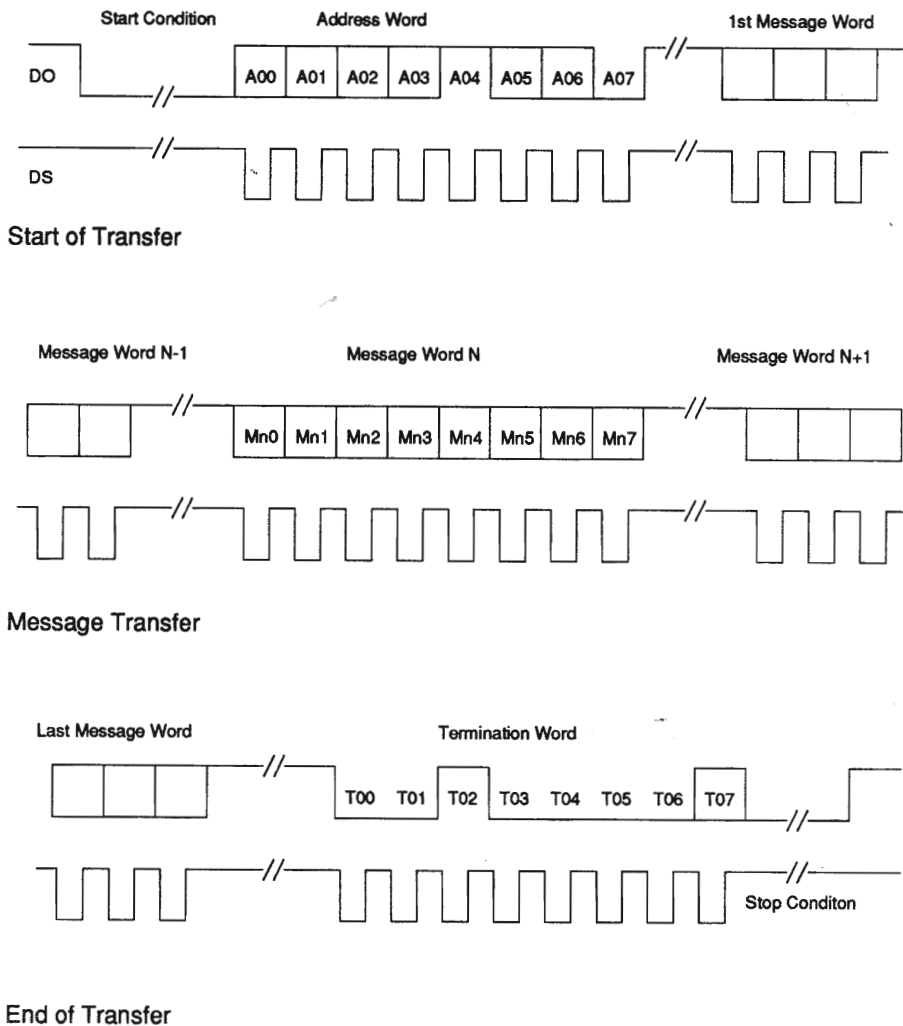 Start Condition Address Word 1st Message Word
DO A00 A01 A02 A03 A04 A05 A06 A07
DS
Start of Transfer
Message Word N-1 Message Word N Message Word N+1
Mn0 Mn1 Mn2 Mn3 Mn4 Mn5 Mn6 Mn7
Message Transfer
Last Message Word Termination Word
T00 T01 T02 T03 T04 T05 T06 T07
Stop Conditon
End of Transfer